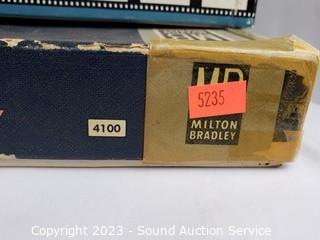 MB
5235
MILTON
BRADLEY
4100
Copyright 2023 - Sound Auction Service